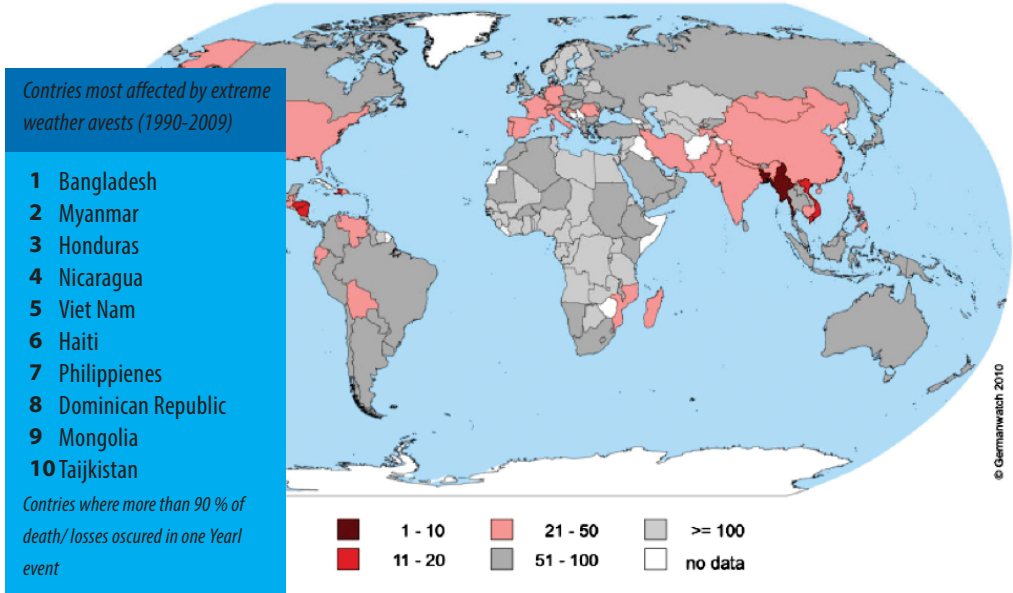 Contries most affected by extreme
weather avests (1990-2009)
1 Bangladesh
2 Myanmar
3 Honduras
4 Nicaragua
5 Viet Nam
6 Haiti
7 Philippienes
8 Dominican Republic
9 Mongolia
10 Taijkistan
Contries where more than 90 % of
death/ losses oscured in one Yearl
event
1 - 10
11 - 20
21 - 50
51 - 100
>= 100
no data
© Germanwatch 2010